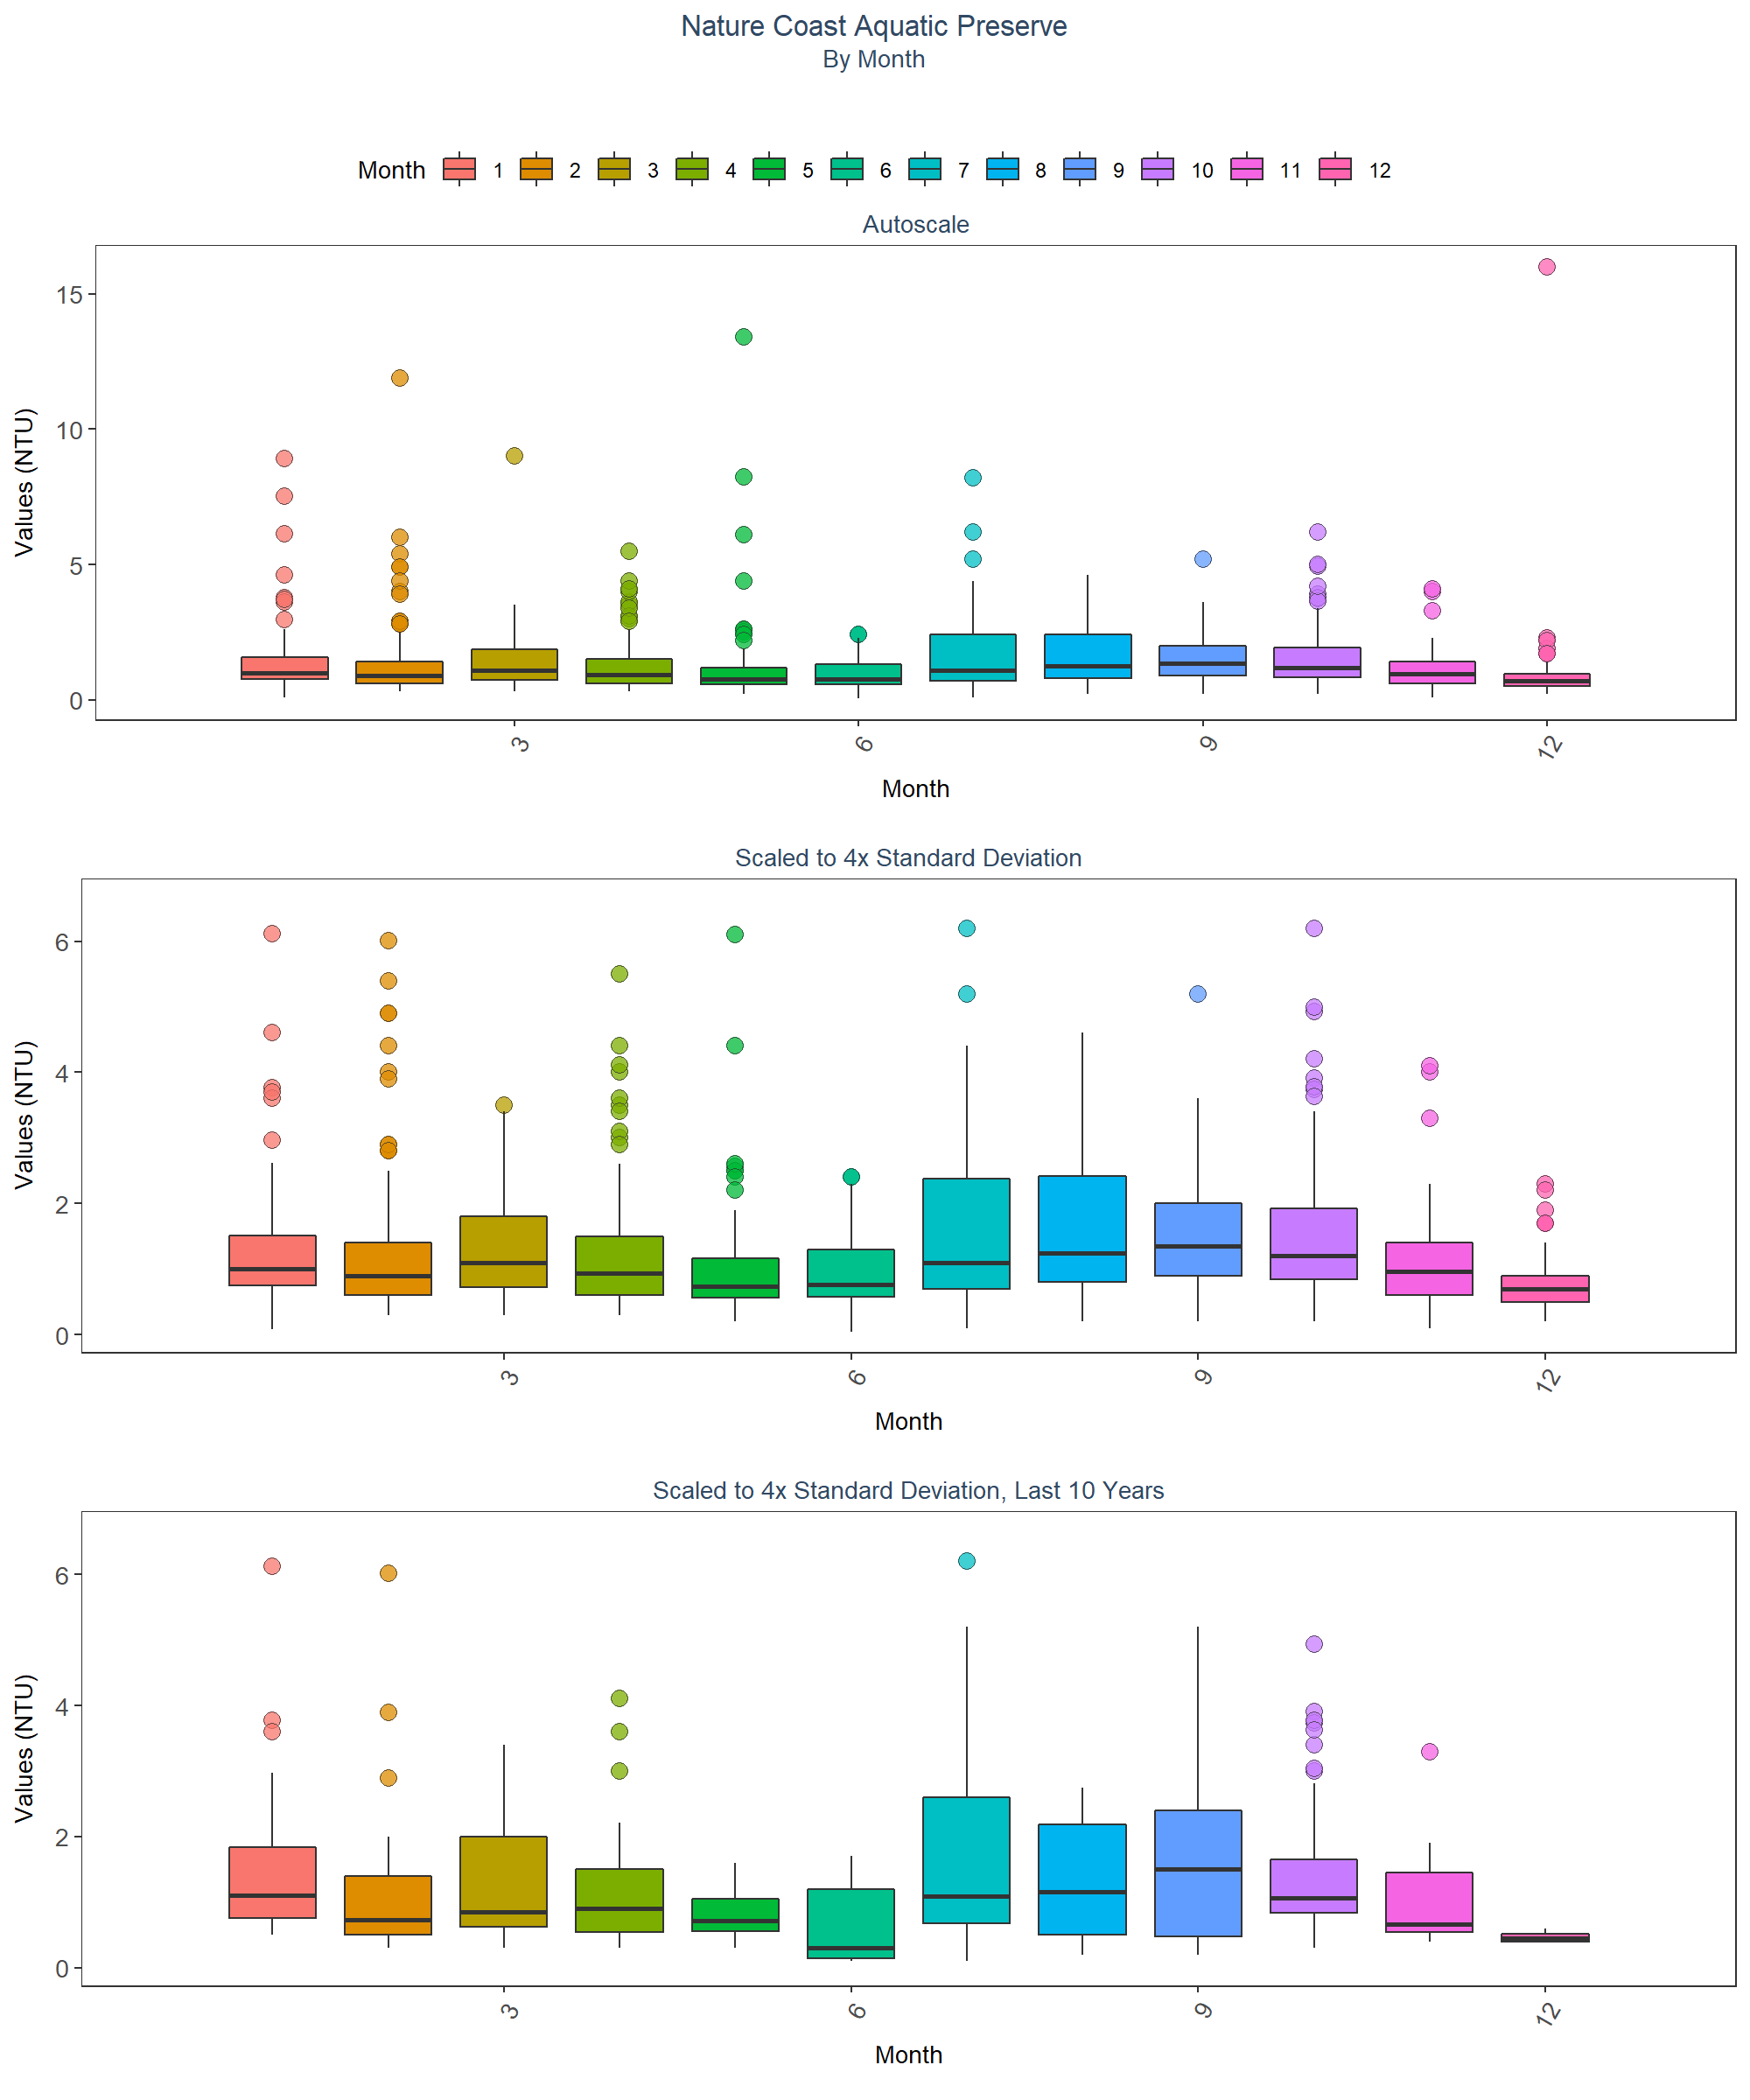 Nature Coast Aquatic Preserve
By Month
Month 1 2 3 4 5 6 7 8 9 10 11 12
Autoscale
Values (NTU)
15
10
5
0
3 6 9 12
Month
Scaled to 4x Standard Deviation
Values (NTU)
6
4
2
0
3 6 9 12
Month
Scaled to 4x Standard Deviation, Last 10 Years
Values (NTU)
6
4
2
0
3 6 9 12
Month